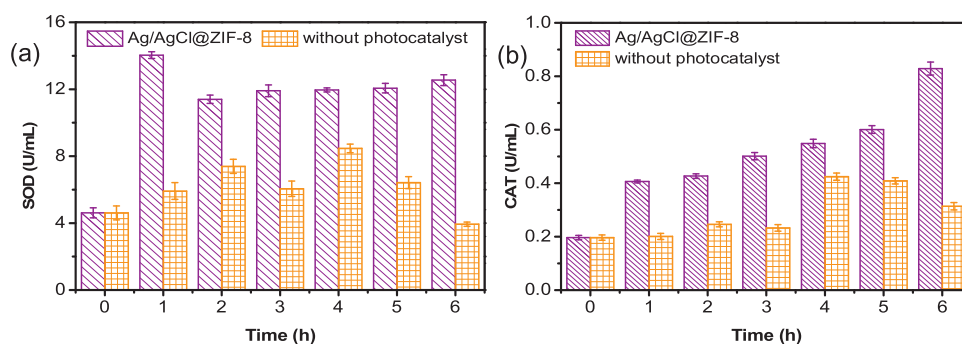 (a)
Ag/AgCl@ZIF-8
without photocatalyst
SOD (U/mL)
16
12
8
4
0
0 1 2 3 4 5 6
Time (h)
(b)
Ag/AgCl@ZIF-8
without photocatalyst
CAT (U/mL)
1.0
0.8
0.6
0.4
0.2
0.0
0 1 2 3 4 5 6
Time (h)